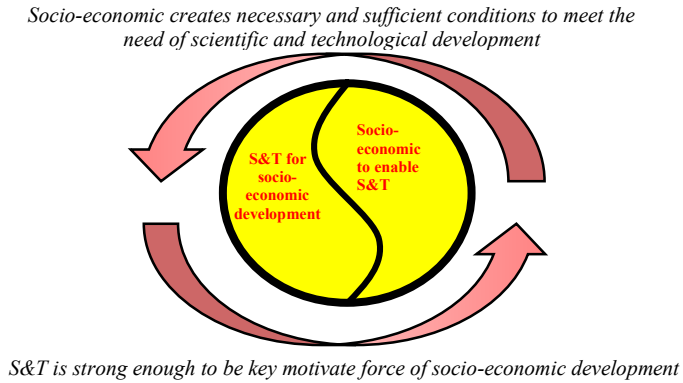 Socio-economic creates necessary and sufficient conditions to meet the
need of scientific and technological development
S&T for
socio-
economic
development
Socio-
economic
to enable
S&T
S&T is strong enough to be key motivate force of socio-economic development